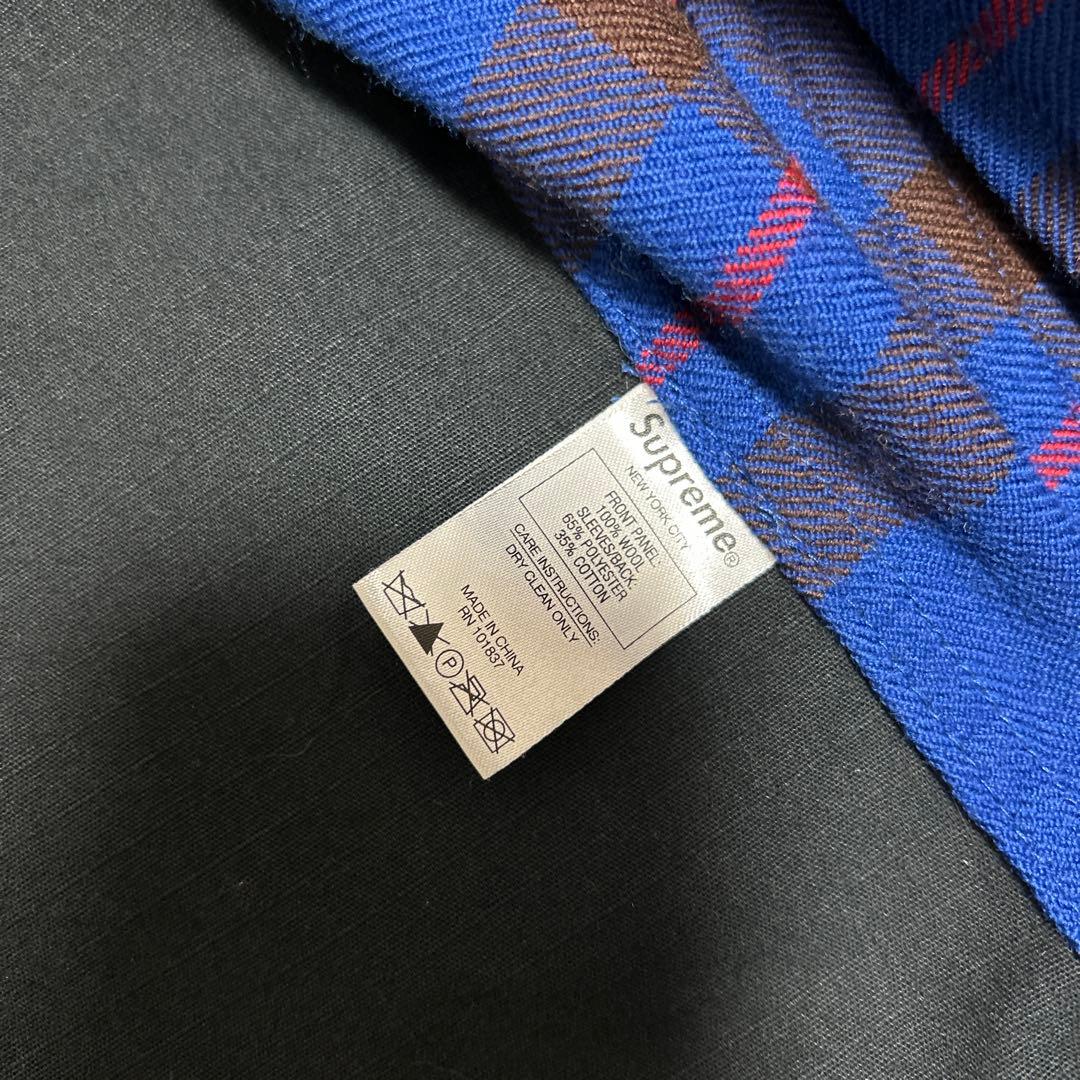 Supreme®
NEW YORK CITY
FRONT PANEL:
100% WOOL
SLEEVES/BACK:
65% POLYESTER
35% COTTON
CARE INSTRUCTIONS:
DRY CLEAN ONLY
MADE IN CHINA
RN 101837
P